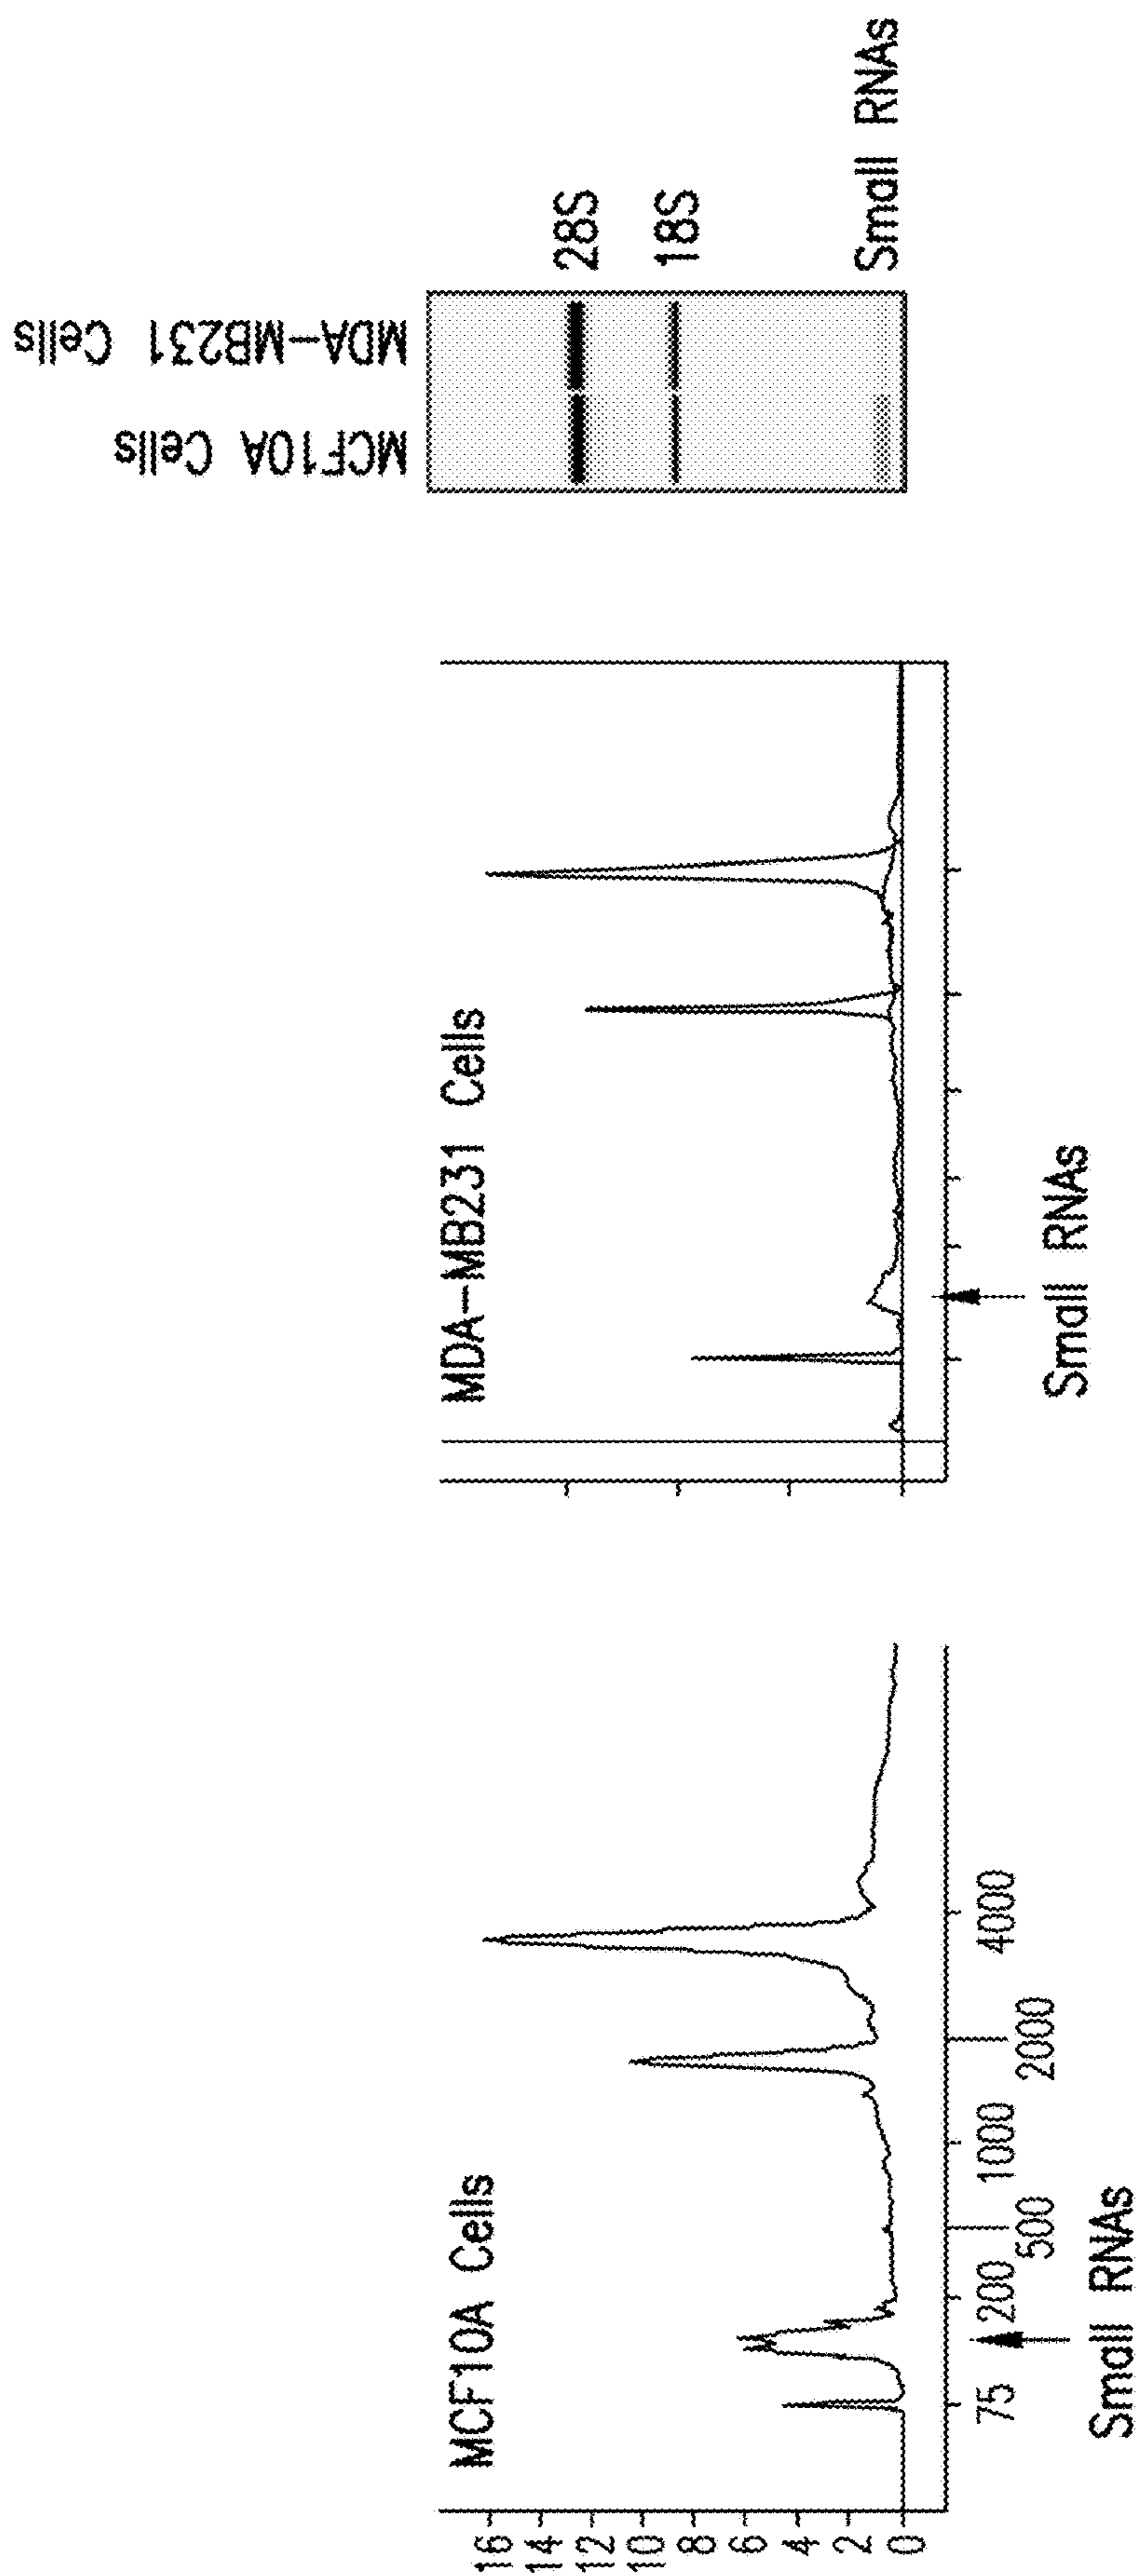 MCF10A Cells
16
14
12
10
8
6
4
2
0
75
200
500
1000
2000
4000
Small RNAs
MDA-MB231 Cells
Small RNAs
MCF10A Cells
MDA-MB231 Cells
28S
18S
Small RNAs